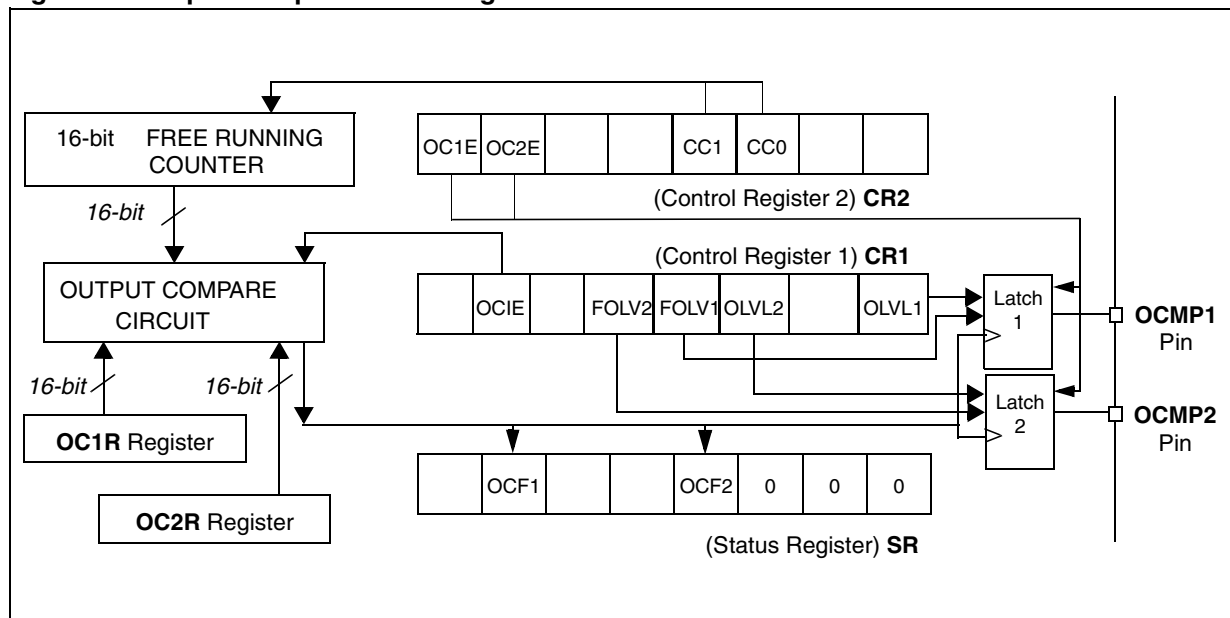 16-bit FREE RUNNING
COUNTER
OC1E OC2E CC1 CC0
(Control Register 2) CR2
16-bit
(Control Register 1) CR1
OUTPUT COMPARE
CIRCUIT
OCIE FOLV2 FOLV1 OLVL2 OLVL1
Latch
1
OCMP1
Pin
16-bit
16-bit
Latch
2
OCMP2
Pin
OC1R Register
OCF1 OCF2 0 0 0
OC2R Register
(Status Register) SR